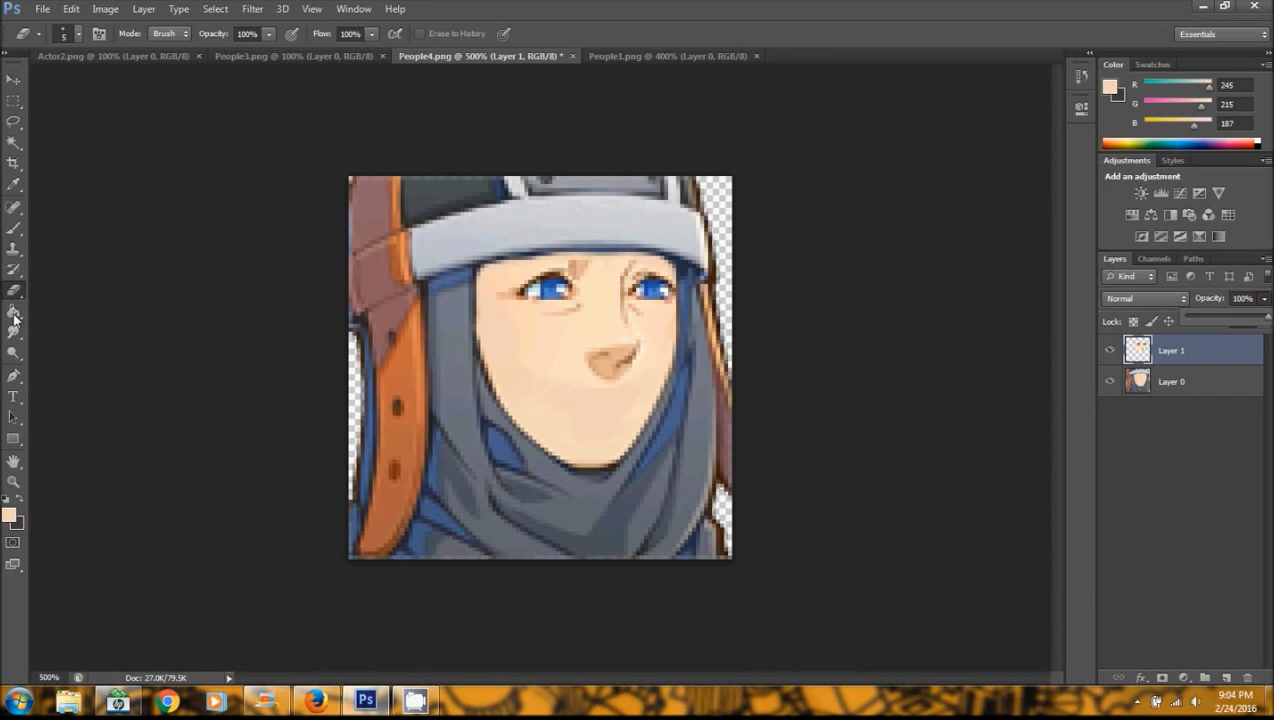 Ps File Edit Image Layer Type Select Filter 3D View Window Help
5 Mode: Brush Opacity: 100% Flow: 100% Erase to History Essentials
Actor2.png @ 100% (Layer 0, RGB/8) × People3.png @ 100% (Layer 0, RGB/8) × People4.png @ 500% (Layer 1, RGB/8) * × People1.png @ 400% (Layer 0, RGB/8) ×
Color Swatches
R 245
G 215
B 187
Adjustments Styles
Add an adjustment
Layers Channels Paths
Kind T
Normal Opacity: 100%
Lock:
Layer 1
Layer 0
T
500% Doc: 27.0K/79.5K
fx
hp Ps 9:04 PM
2/24/2016